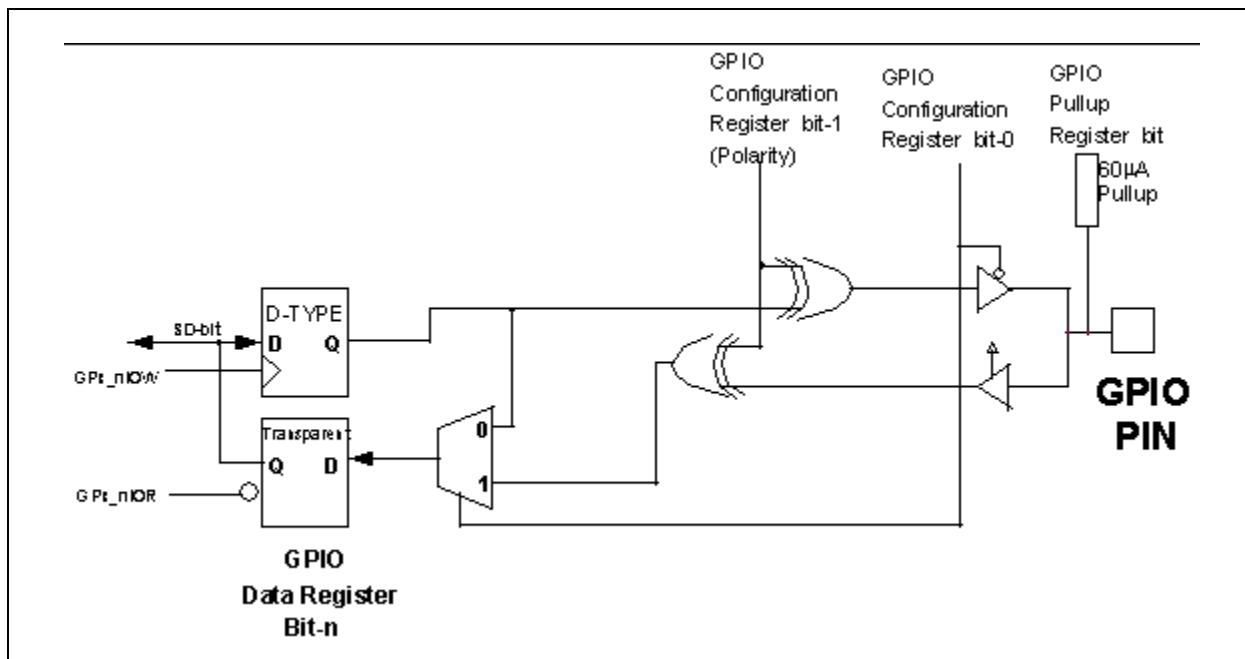 GPIO
Configuration
Register bit-1
(Polarity)
GPIO
Configuration
Register bit-0
GPIO
Pullup
Register bit
60µA
Pullup
D-TYPE
SD-bit
D Q
GPx_nIOW
Transparent
Q D
GPx_nIOR
0
1
GPIO
PIN
GPIO
Data Register
Bit-n